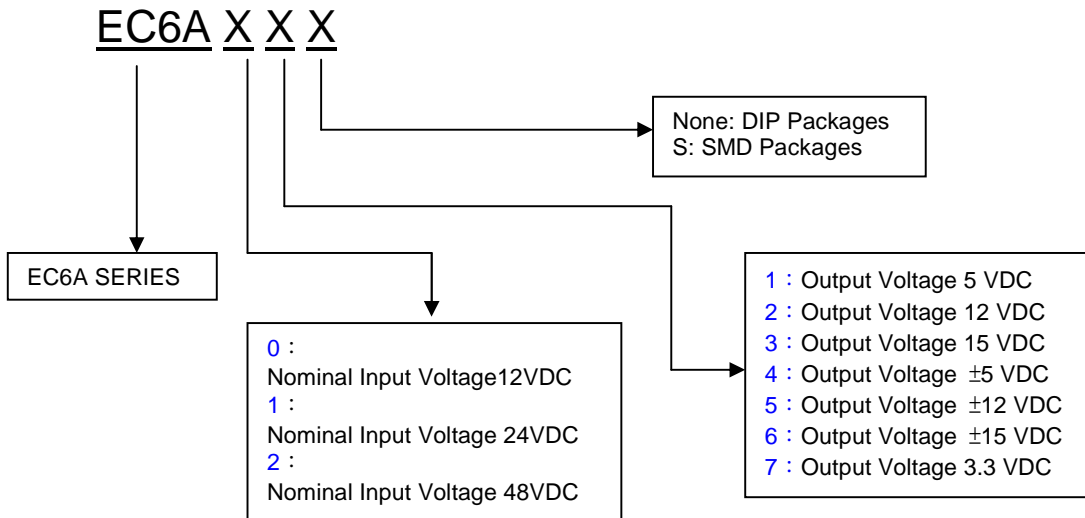 EC6A X X X
None: DIP Packages
S: SMD Packages
EC6A SERIES
0：
Nominal Input Voltage12VDC
1：
Nominal Input Voltage 24VDC
2：
Nominal Input Voltage 48VDC
1：Output Voltage 5 VDC
2：Output Voltage 12 VDC
3：Output Voltage 15 VDC
4：Output Voltage ±5 VDC
5：Output Voltage ±12 VDC
6：Output Voltage ±15 VDC
7：Output Voltage 3.3 VDC